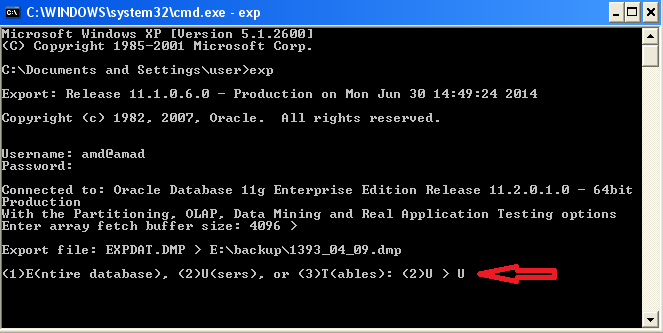 C:\WINDOWS\system32\cmd.exe - exp
Microsoft Windows XP [Version 5.1.2600]
(C) Copyright 1985-2001 Microsoft Corp.
C:\Documents and Settings\user>exp
Export: Release 11.1.0.6.0 - Production on Mon Jun 30 14:49:24 2014
Copyright (c) 1982, 2007, Oracle.  All rights reserved.
Username: amd@amad
Password:
Connected to: Oracle Database 11g Enterprise Edition Release 11.2.0.1.0 - 64bit
Production
With the Partitioning, OLAP, Data Mining and Real Application Testing options
Enter array fetch buffer size: 4096 >
Export file: EXPDAT.DMP > E:\backup\1393_04_09.dmp
(1)E(ntire database), (2)U(sers), or (3)T(ables): (2)U > U